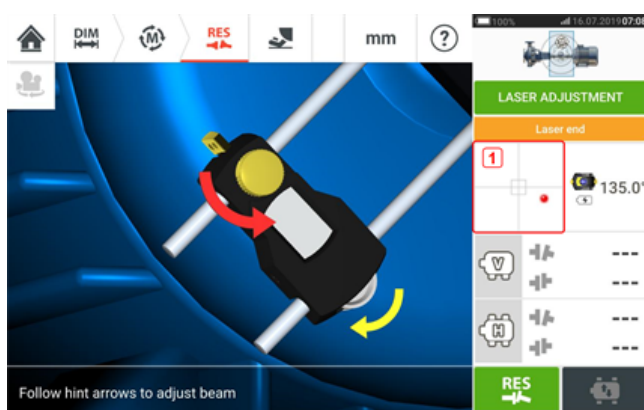 DIM
M
RES
mm
?
100%
16.07.2019 07:08
LASER ADJUSTMENT
Laser end
1
135.0°
V
---
---
H
---
---
Follow hint arrows to adjust beam
RES